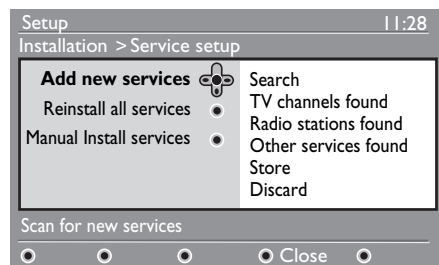 Setup 11:28
Installation > Service setup
Add new services
Reinstall all services
Manual Install services
Search
TV channels found
Radio stations found
Other services found
Store
Discard
Scan for new services
Close